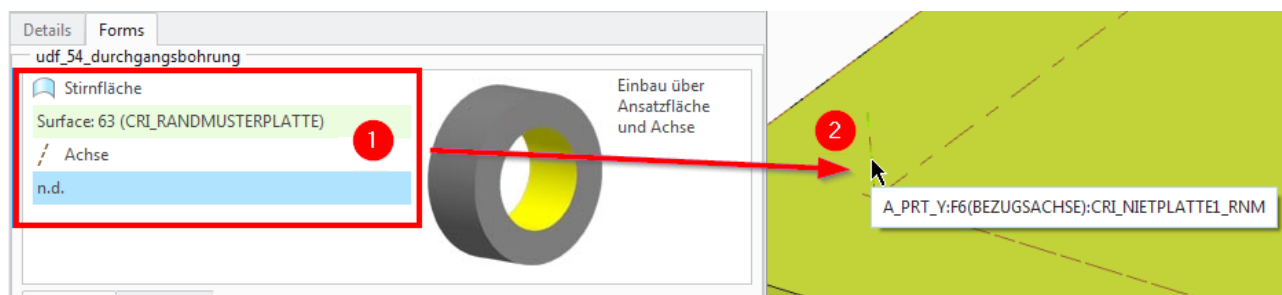 Details Forms
udf_54_durchgangsbohrung
Stirnfläche
Surface: 63 (CRI_RANDMUSTERPLATTE)
Achse
n.d.
Einbau über
Ansatzfläche
und Achse
1
2
A_PRT_Y:F6(BEZUGSACHSE):CRI_NIETPLATTE1_RNM